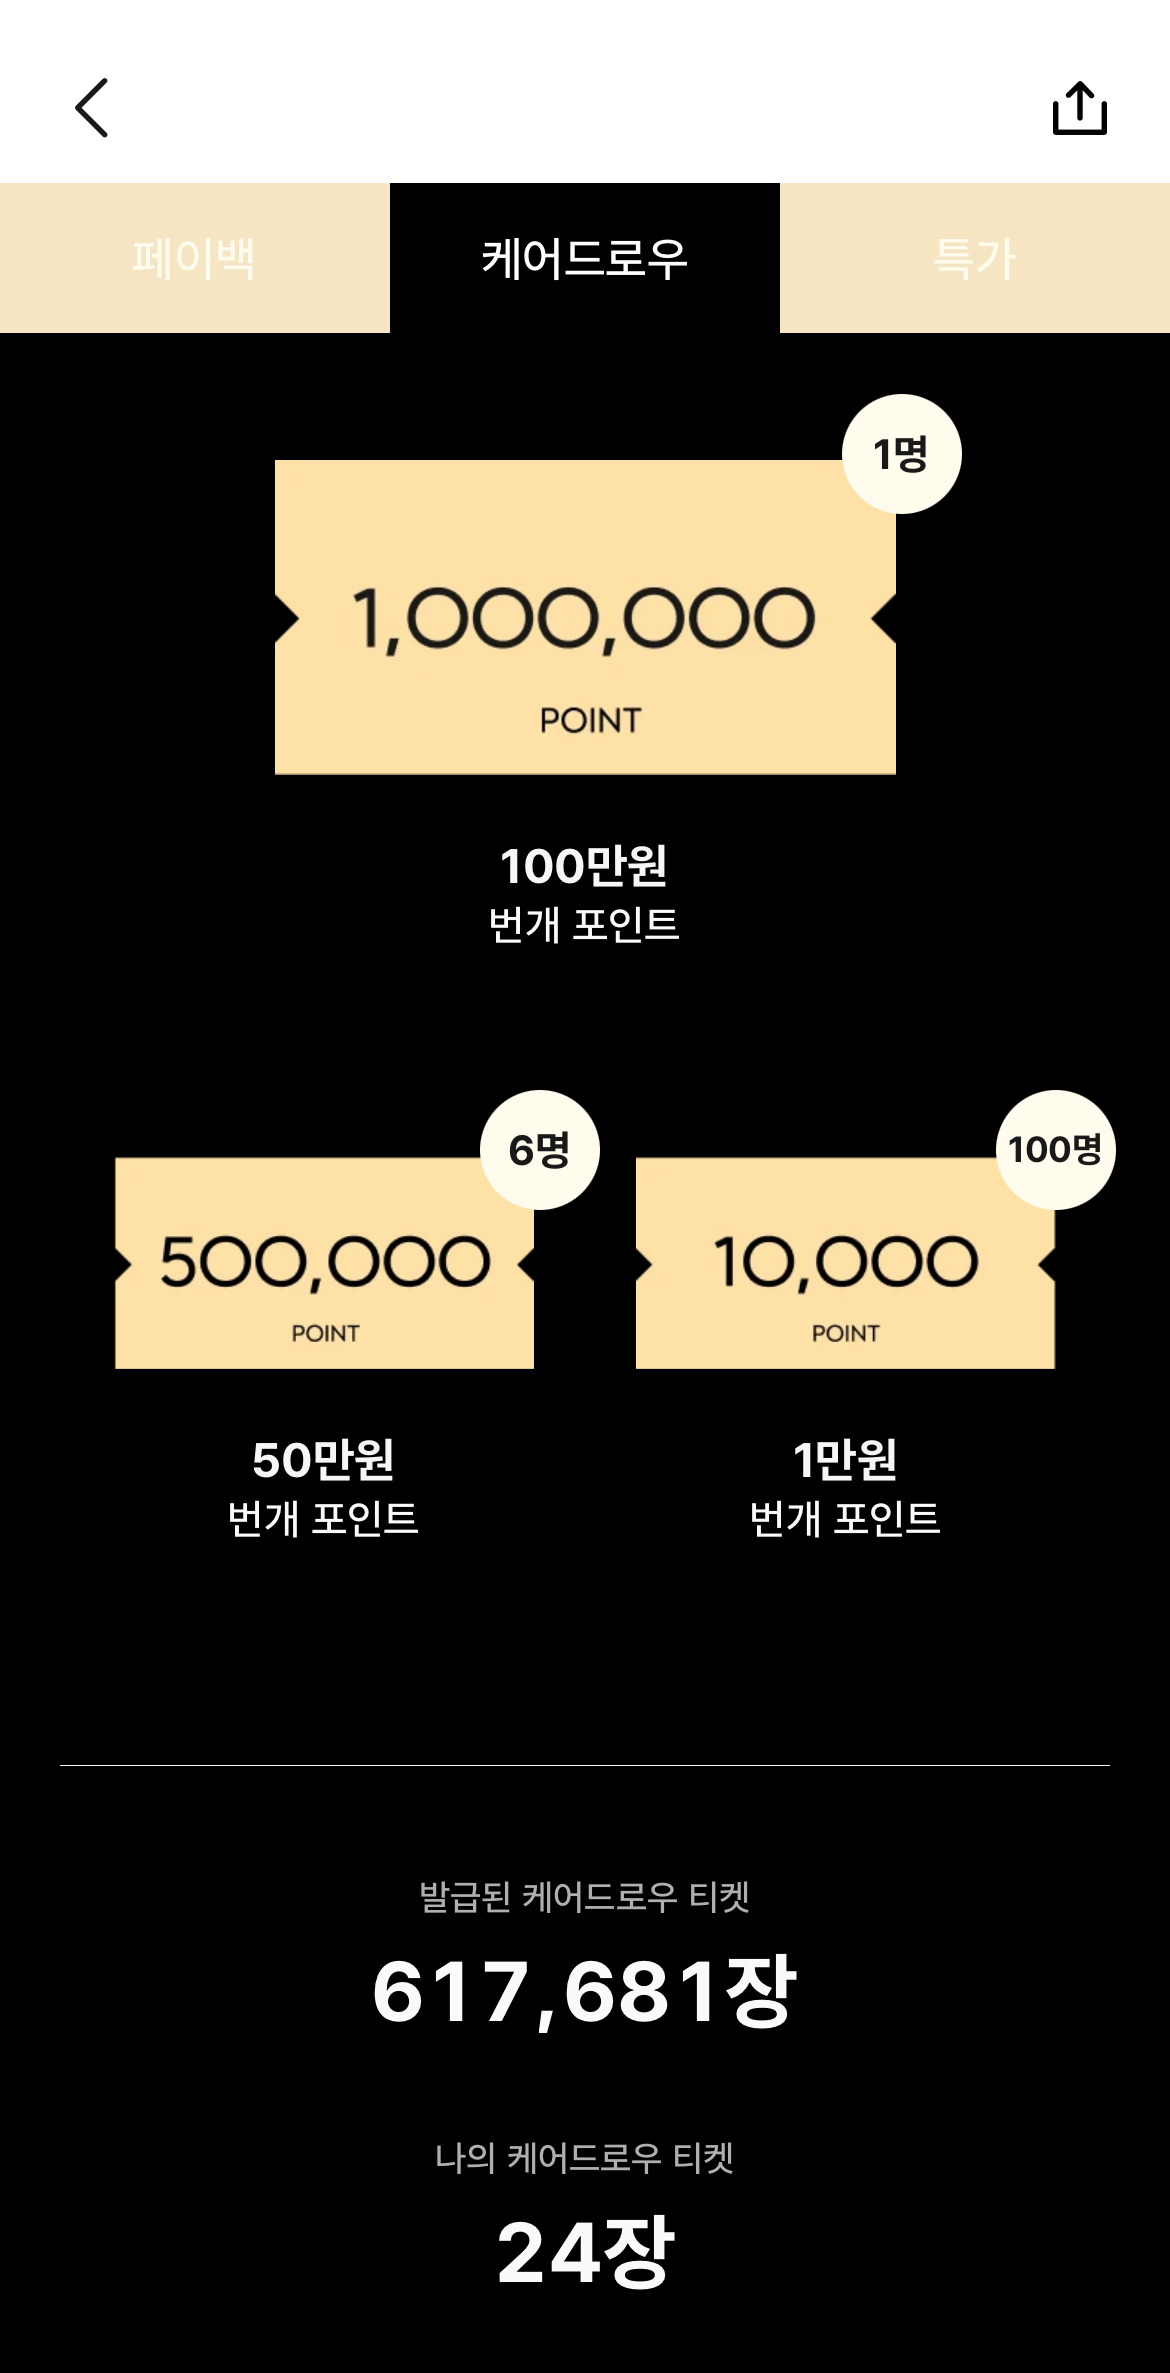 페이백
케어드로우
특가
1명
1,000,000
POINT
100만원
번개 포인트
6명
500,000
POINT
50만원
번개 포인트
100명
10,000
POINT
1만원
번개 포인트
발급된 케어드로우 티켓
617,681장
나의 케어드로우 티켓
24장